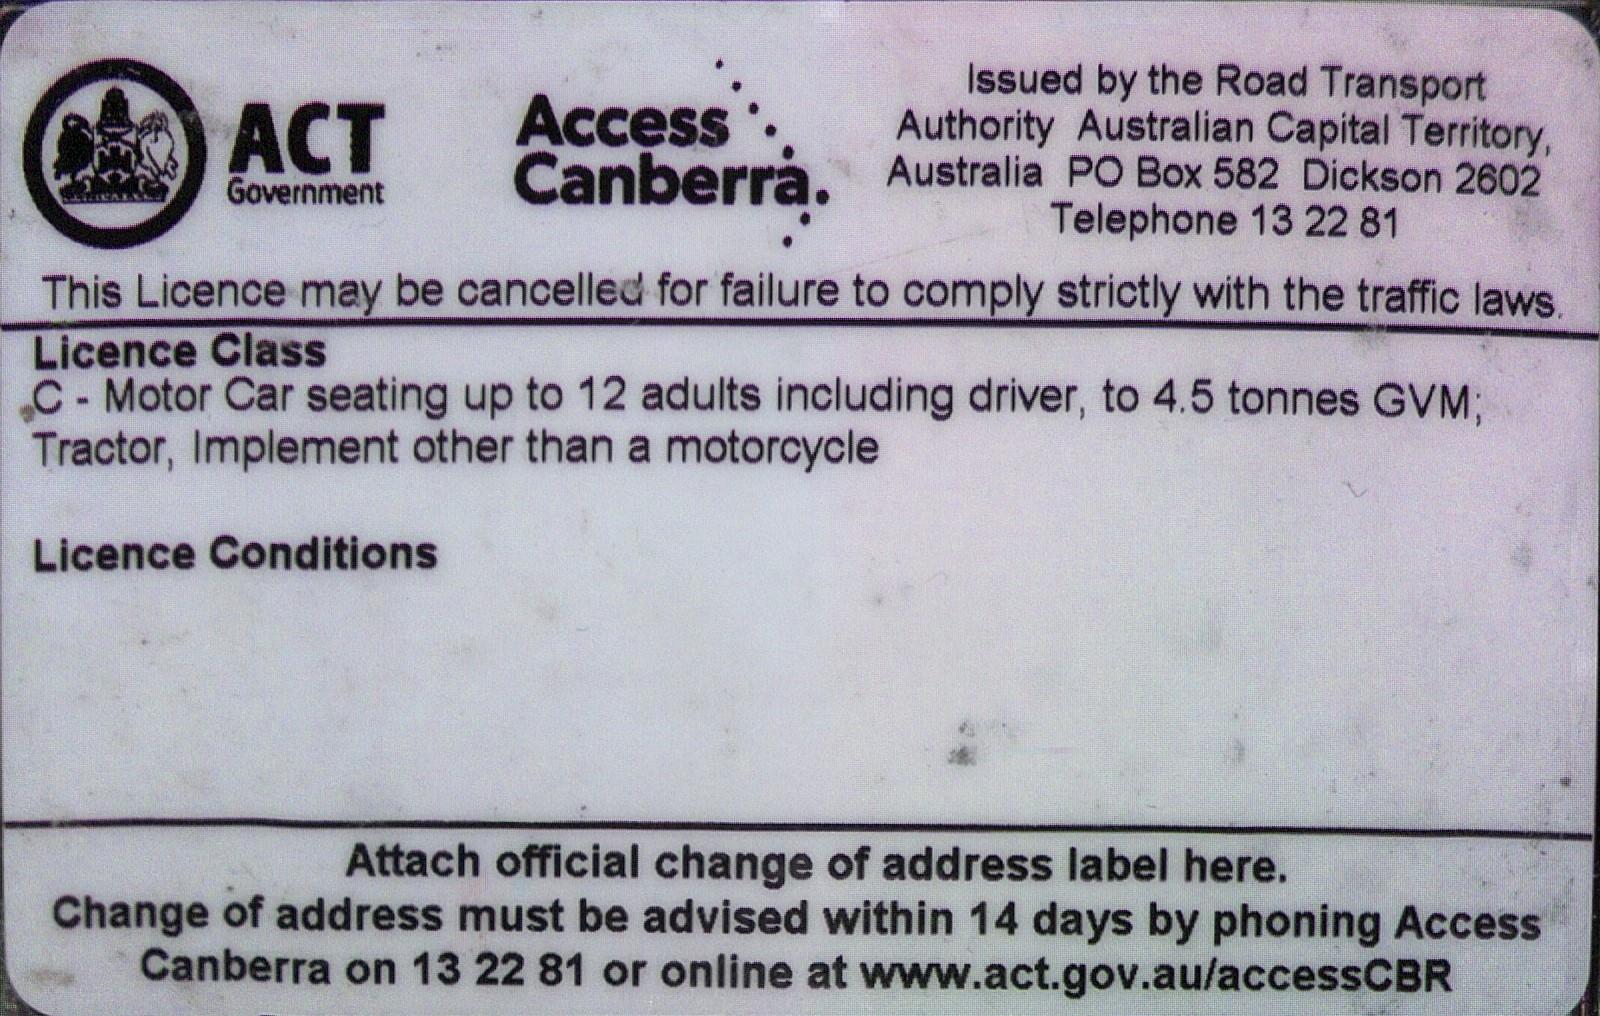 ACT
Government
Access
Canberra.
Issued by the Road Transport
Authority Australian Capital Territory,
Australia PO Box 582 Dickson 2602
Telephone 13 22 81
This Licence may be cancelled for failure to comply strictly with the traffic laws.
Licence Class
C - Motor Car seating up to 12 adults including driver, to 4.5 tonnes GVM;
Tractor, Implement other than a motorcycle
Licence Conditions
Attach official change of address label here.
Change of address must be advised within 14 days by phoning Access
Canberra on 13 22 81 or online at www.act.gov.au/accessCBR